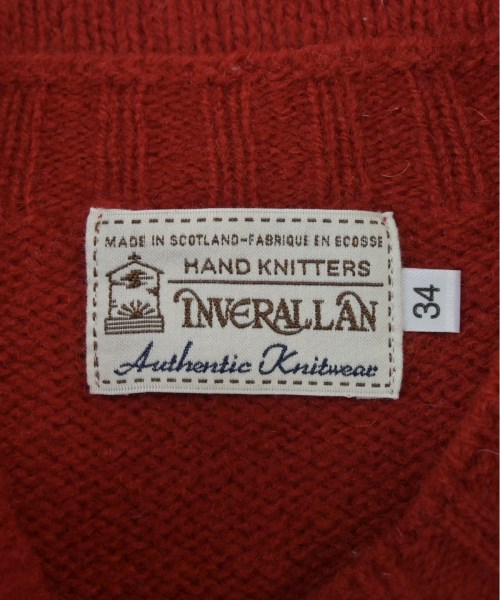 MADE IN SCOTLAND-FABRIQUE EN ECOSSE
HAND KNITTERS
INVERALLAN
Authentic Knitwear
34